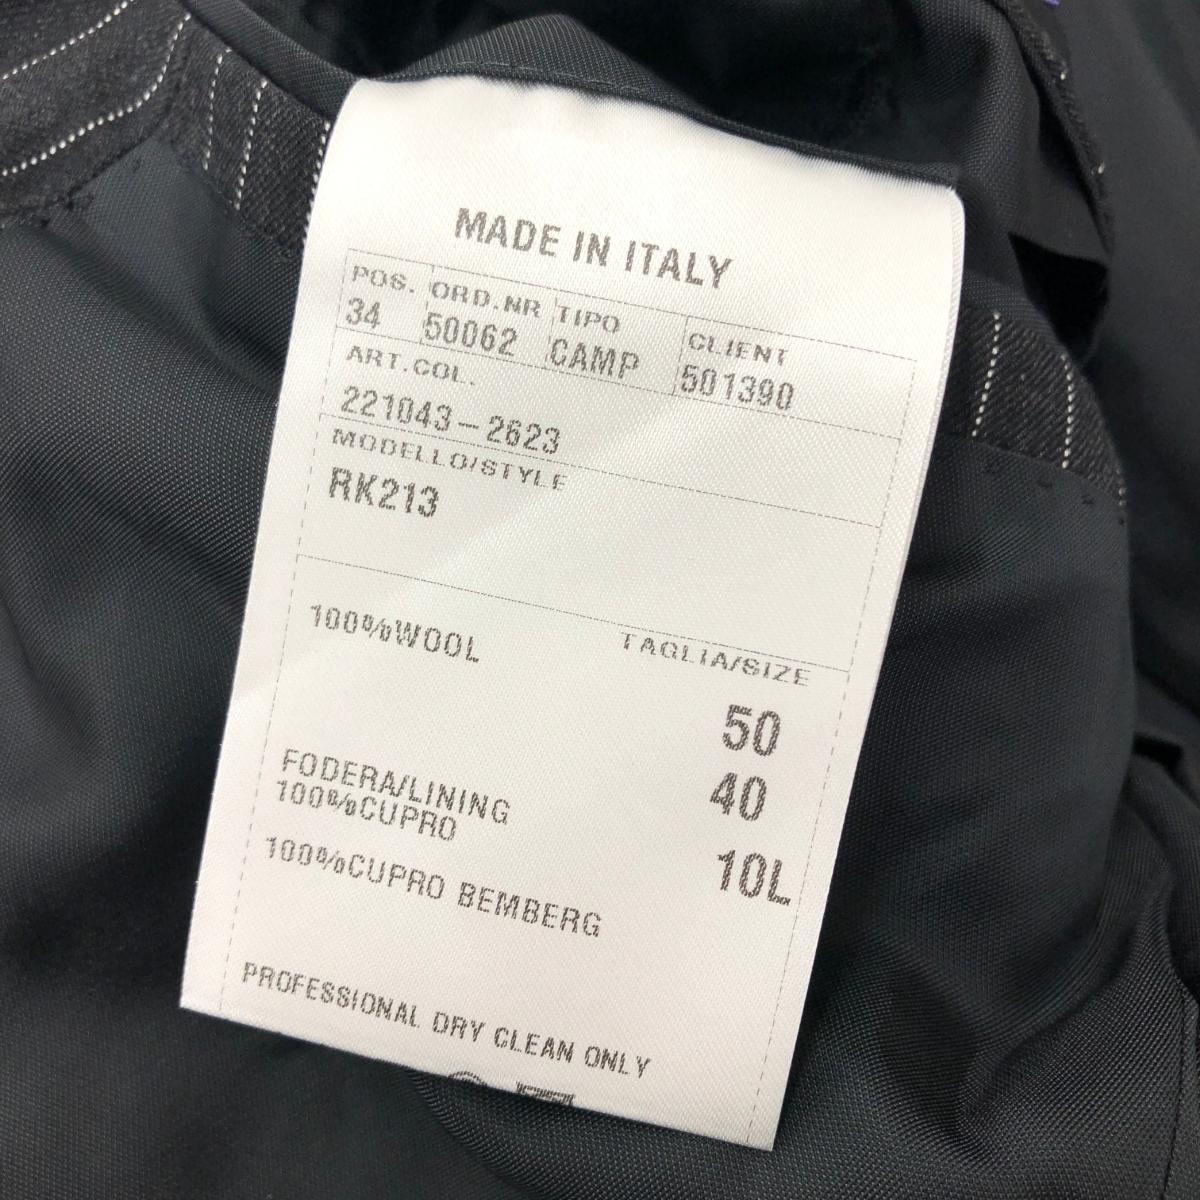 MADE IN ITALY
POS. ORD.NR TIPO CLIENT
34 50062 CAMP 501390
ART.COL.
221043-2623
MODELLO/STYLE
RK213
100%WOOL TAGLIA/SIZE
50
FODERA/LINING 40
100%CUPRO
100%CUPRO BEMBERG 10L
PROFESSIONAL DRY CLEAN ONLY